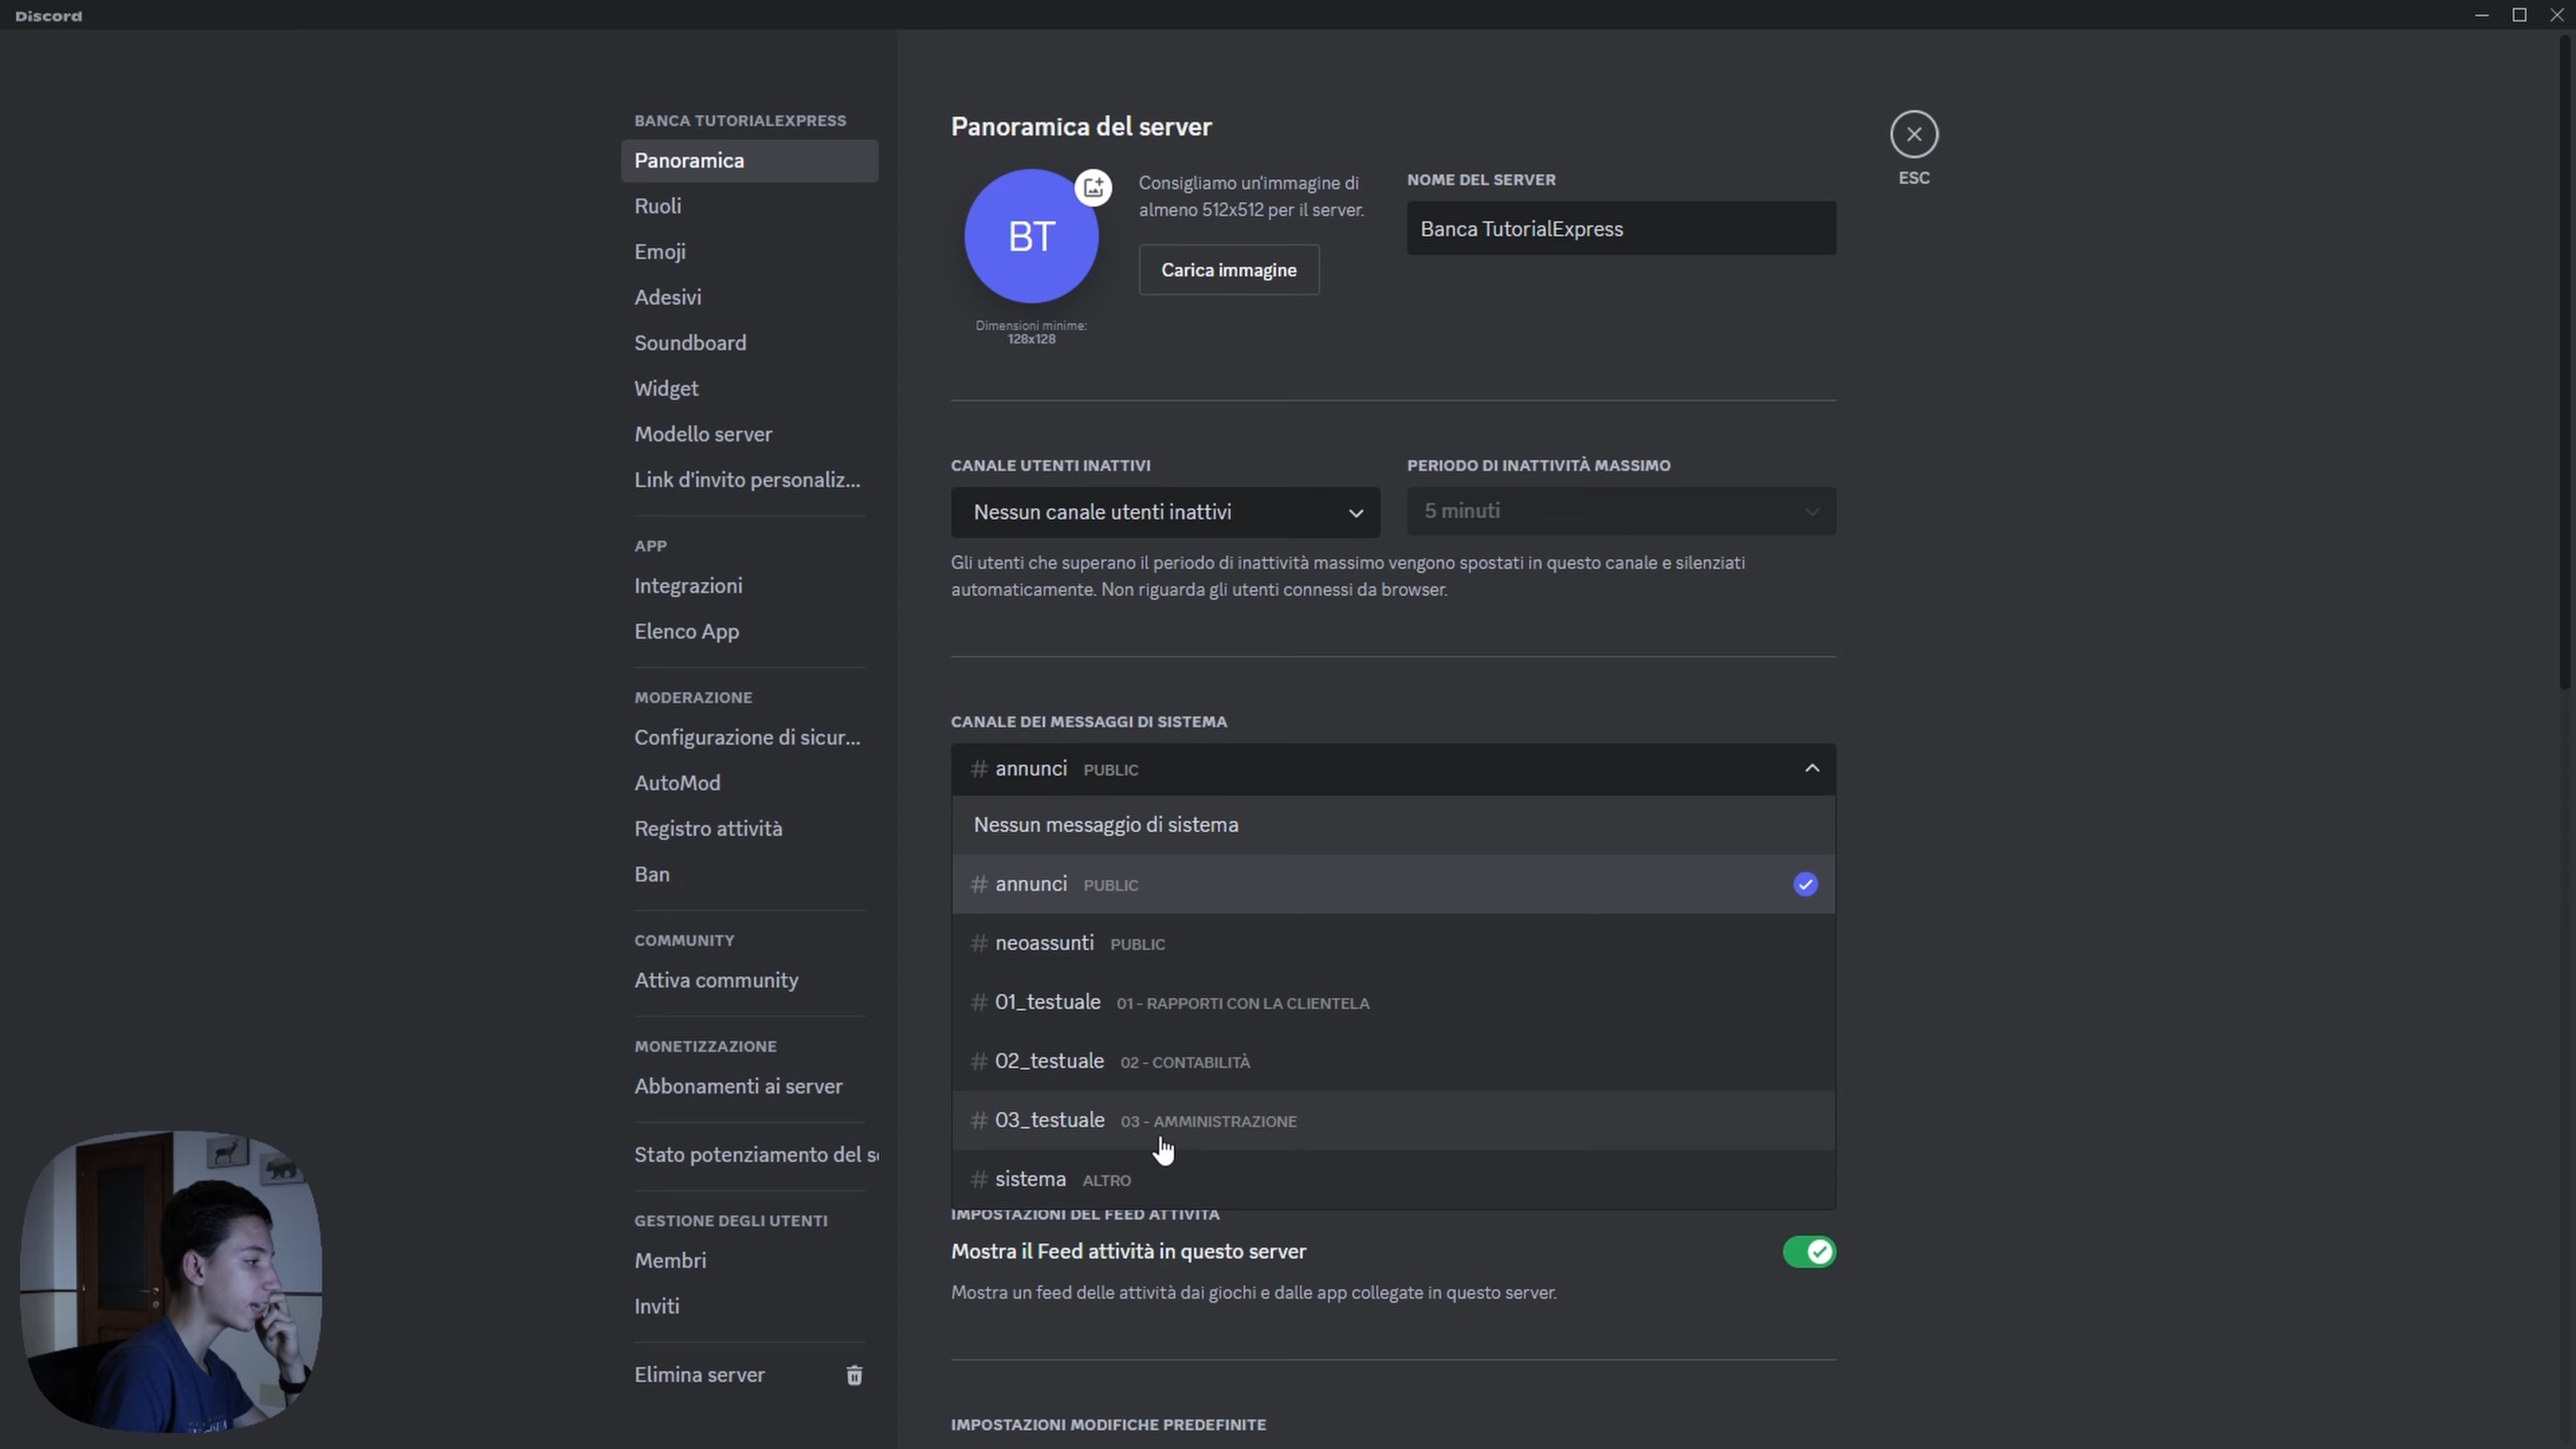 Discord
BANCA TUTORIALEXPRESS
Panoramica
Ruoli
Emoji
Adesivi
Soundboard
Widget
Modello server
Link d'invito personaliz...
APP
Integrazioni
Elenco App
MODERAZIONE
Configurazione di sicur...
AutoMod
Registro attività
Ban
COMMUNITY
Attiva community
MONETIZZAZIONE
Abbonamenti ai server
Stato potenziamento del se
GESTIONE DEGLI UTENTI
Membri
Inviti
Elimina server
Panoramica del server
BT
Dimensioni minime:
128x128
Consigliamo un'immagine di
almeno 512x512 per il server.
Carica immagine
NOME DEL SERVER
Banca TutorialExpress
ESC
CANALE UTENTI INATTIVI
Nessun canale utenti inattivi
PERIODO DI INATTIVITÀ MASSIMO
5 minuti
Gli utenti che superano il periodo di inattività massimo vengono spostati in questo canale e silenziati
automaticamente. Non riguarda gli utenti connessi da browser.
CANALE DEI MESSAGGI DI SISTEMA
# annunci PUBLIC
Nessun messaggio di sistema
# annunci PUBLIC
# neoassunti PUBLIC
# 01_testuale 01 - RAPPORTI CON LA CLIENTELA
# 02_testuale 02 - CONTABILITÀ
# 03_testuale 03 - AMMINISTRAZIONE
# sistema ALTRO
IMPOSTAZIONI DEL FEED ATTIVITÀ
Mostra il Feed attività in questo server
Mostra un feed delle attività dai giochi e dalle app collegate in questo server.
IMPOSTAZIONI MODIFICHE PREDEFINITE